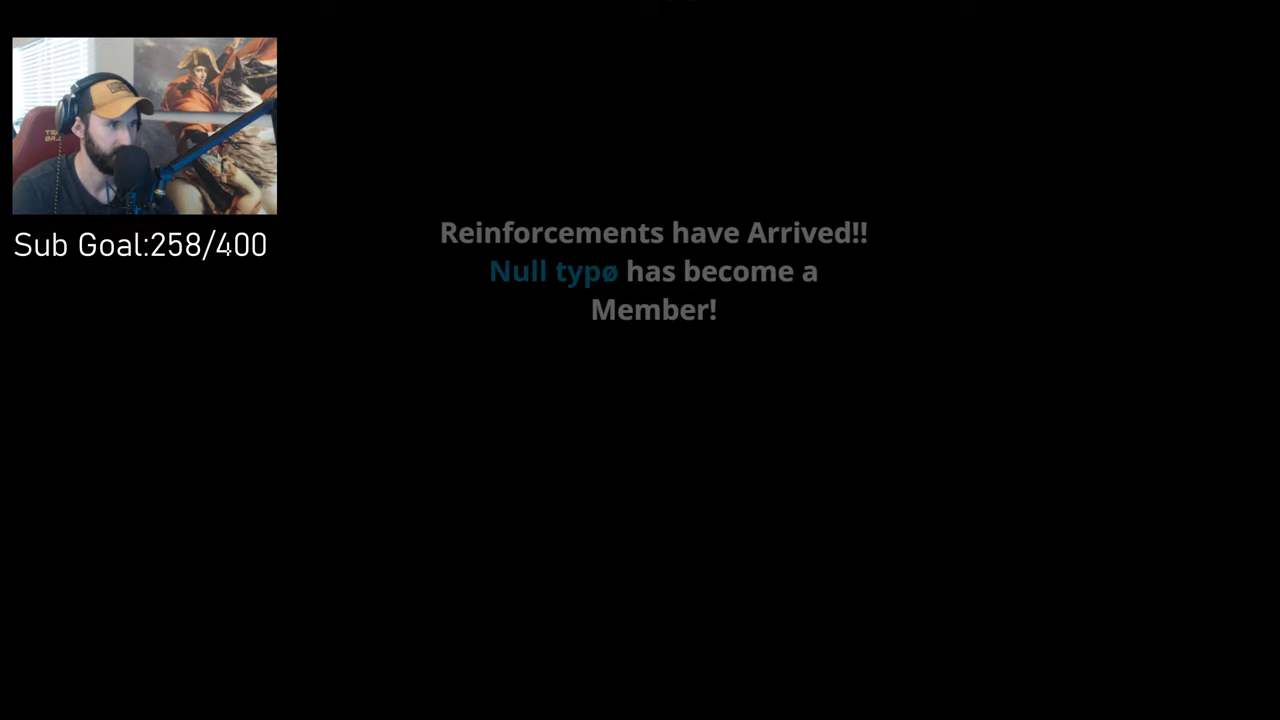 Sub Goal:258/400
Reinforcements have Arrived!!
Null typø has become a
Member!